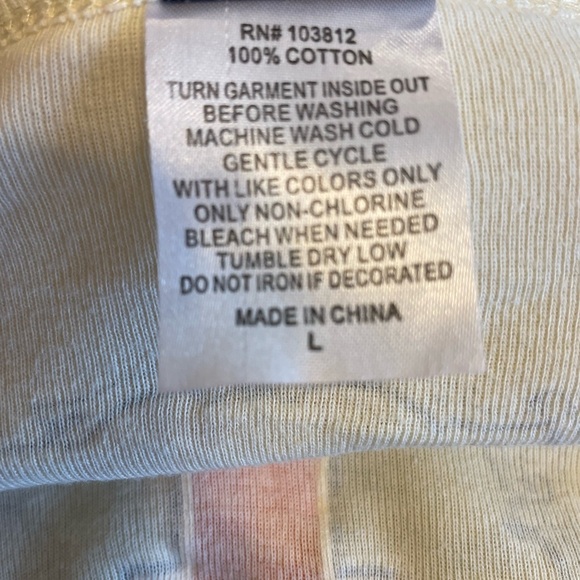 RN# 103812
100% COTTON
TURN GARMENT INSIDE OUT
BEFORE WASHING
MACHINE WASH COLD
GENTLE CYCLE
WITH LIKE COLORS ONLY
ONLY NON-CHLORINE
BLEACH WHEN NEEDED
TUMBLE DRY LOW
DO NOT IRON IF DECORATED
MADE IN CHINA
L